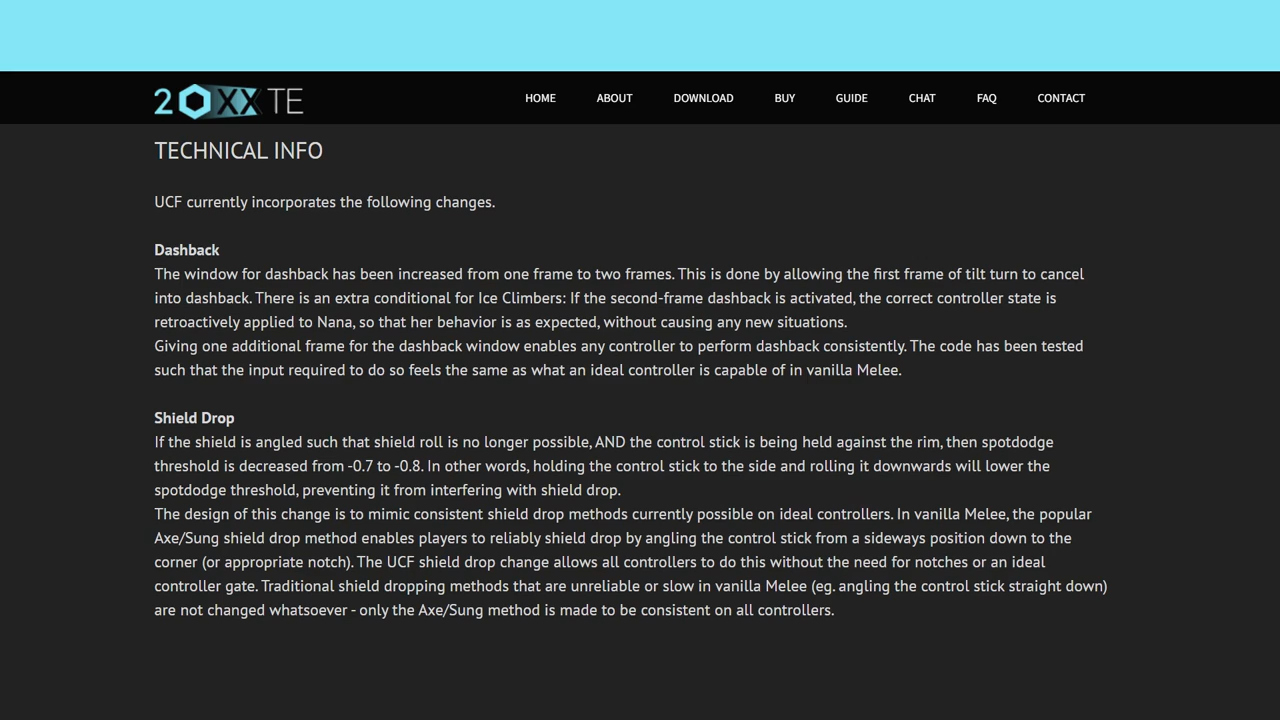 20XX TE
HOME ABOUT DOWNLOAD BUY GUIDE CHAT FAQ CONTACT
TECHNICAL INFO
UCF currently incorporates the following changes.
Dashback
The window for dashback has been increased from one frame to two frames. This is done by allowing the first frame of tilt turn to cancel
into dashback. There is an extra conditional for Ice Climbers: If the second-frame dashback is activated, the correct controller state is
retroactively applied to Nana, so that her behavior is as expected, without causing any new situations.
Giving one additional frame for the dashback window enables any controller to perform dashback consistently. The code has been tested
such that the input required to do so feels the same as what an ideal controller is capable of in vanilla Melee.
Shield Drop
If the shield is angled such that shield roll is no longer possible, AND the control stick is being held against the rim, then spotdodge
threshold is decreased from -0.7 to -0.8. In other words, holding the control stick to the side and rolling it downwards will lower the
spotdodge threshold, preventing it from interfering with shield drop.
The design of this change is to mimic consistent shield drop methods currently possible on ideal controllers. In vanilla Melee, the popular
Axe/Sung shield drop method enables players to reliably shield drop by angling the control stick from a sideways position down to the
corner (or appropriate notch). The UCF shield drop change allows all controllers to do this without the need for notches or an ideal
controller gate. Traditional shield dropping methods that are unreliable or slow in vanilla Melee (eg. angling the control stick straight down)
are not changed whatsoever - only the Axe/Sung method is made to be consistent on all controllers.